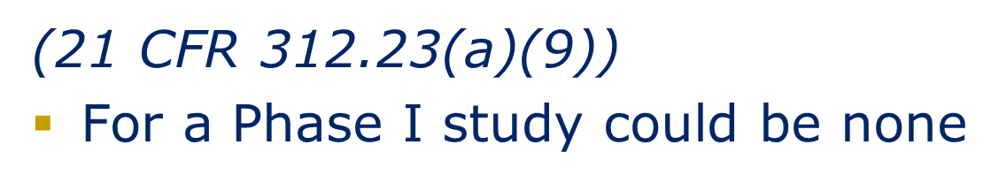 (21 CFR 312.23(a)(9))
▪ For a Phase I study could be none